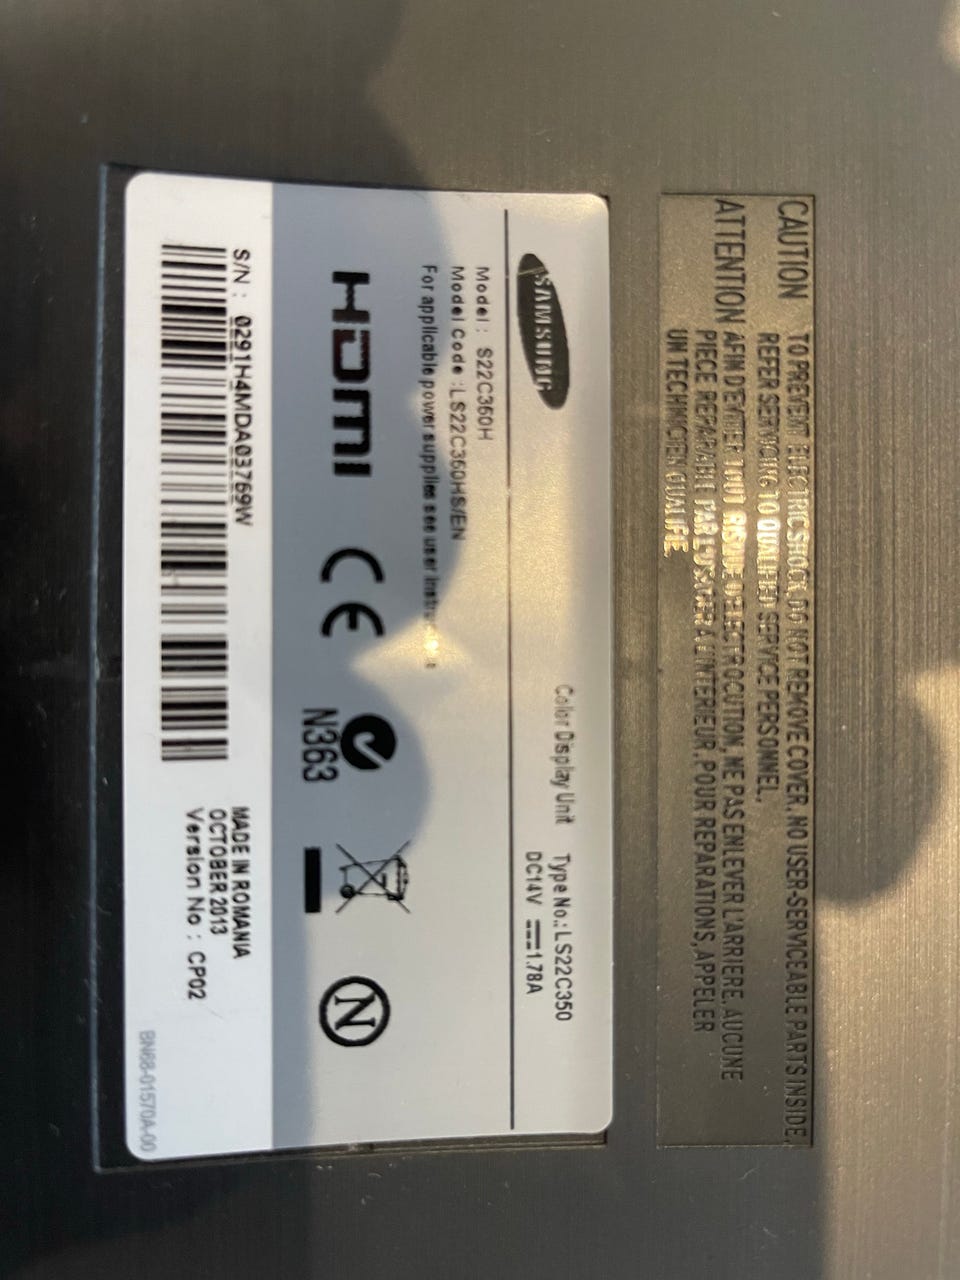 CAUTION TO PREVENT ELECTRIC SHOCK, DO NOT REMOVE COVER, NO USER-SERVICEABLE PARTS INSIDE,
REFER SERVICING TO QUALIFIED SERVICE PERSONNEL.
ATTENTION AFIN D'EVITER TOUT RISQUE D'ELECTROCUTION, NE PAS ENLEVER L'ARRIERE, AUCUNE
PIECE REPARABLE PAR L'USAGER A L'INTERIEUR, POUR REPARATIONS, APPELER
UN TECHNICIEN QUALIFIE.
SAMSUNG
Color Display Unit Type No.: LS22C350
DC14V 1.78A
Model : S22C350H
Model Code :LS22C350HS/EN
For applicable power supplies see user
HDMI CE N363 N
S/N : 0291H4MDA03769W
MADE IN ROMANIA
OCTOBER 2013
Version No : CP02
BN68-01570A-00